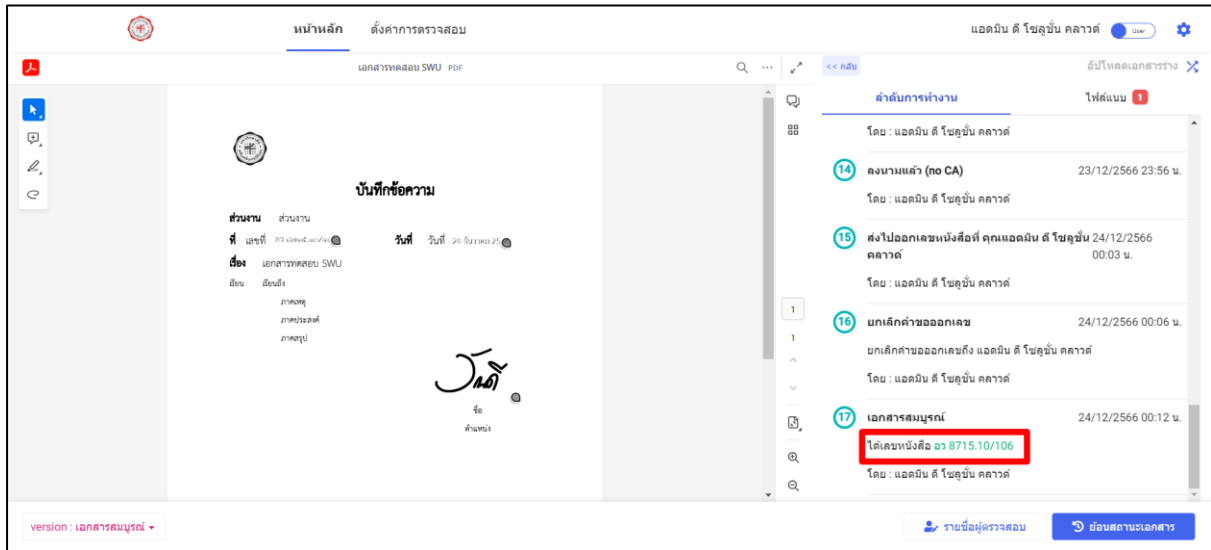 หน้าหลัก ตั้งค่าการตรวจสอบ แอดมิน ดี โซลูชั่น คลาวด์ User
เอกสารทดสอบ SWU PDF
<< กลับ อัปโหลดเอกสารร่าง
ลำดับการทำงาน ไฟล์แนบ 1
โดย : แอดมิน ดี โซลูชั่น คลาวด์
14 ลงนามแล้ว (no CA) 23/12/2566 23:56 น.
โดย : แอดมิน ดี โซลูชั่น คลาวด์
15 ส่งไปออกเลขหนังสือที่ คุณแอดมิน ดี โซลูชั่น คลาวด์ 24/12/2566 00:03 น.
โดย : แอดมิน ดี โซลูชั่น คลาวด์
16 ยกเลิกคำขอออกเลข 24/12/2566 00:06 น.
ยกเลิกคำขอออกเลขถึง แอดมิน ดี โซลูชั่น คลาวด์
โดย : แอดมิน ดี โซลูชั่น คลาวด์
17 เอกสารสมบูรณ์ 24/12/2566 00:12 น.
ได้เลขหนังสือ อว 8715.10/106
โดย : แอดมิน ดี โซลูชั่น คลาวด์
บันทึกข้อความ
ส่วนงาน ส่วนงาน
ที่ เลขที่ วันที่ วันที่ 24 ธันวาคม 25
เรื่อง เอกสารทดสอบ SWU
เรียน เรียนถึง
ภาคเหตุ
ภาคประสงค์
ภาคสรุป
วันดี
ชื่อ
ตำแหน่ง
1
1
version : เอกสารสมบูรณ์ รายชื่อผู้ตรวจสอบ ย้อนสถานะเอกสาร